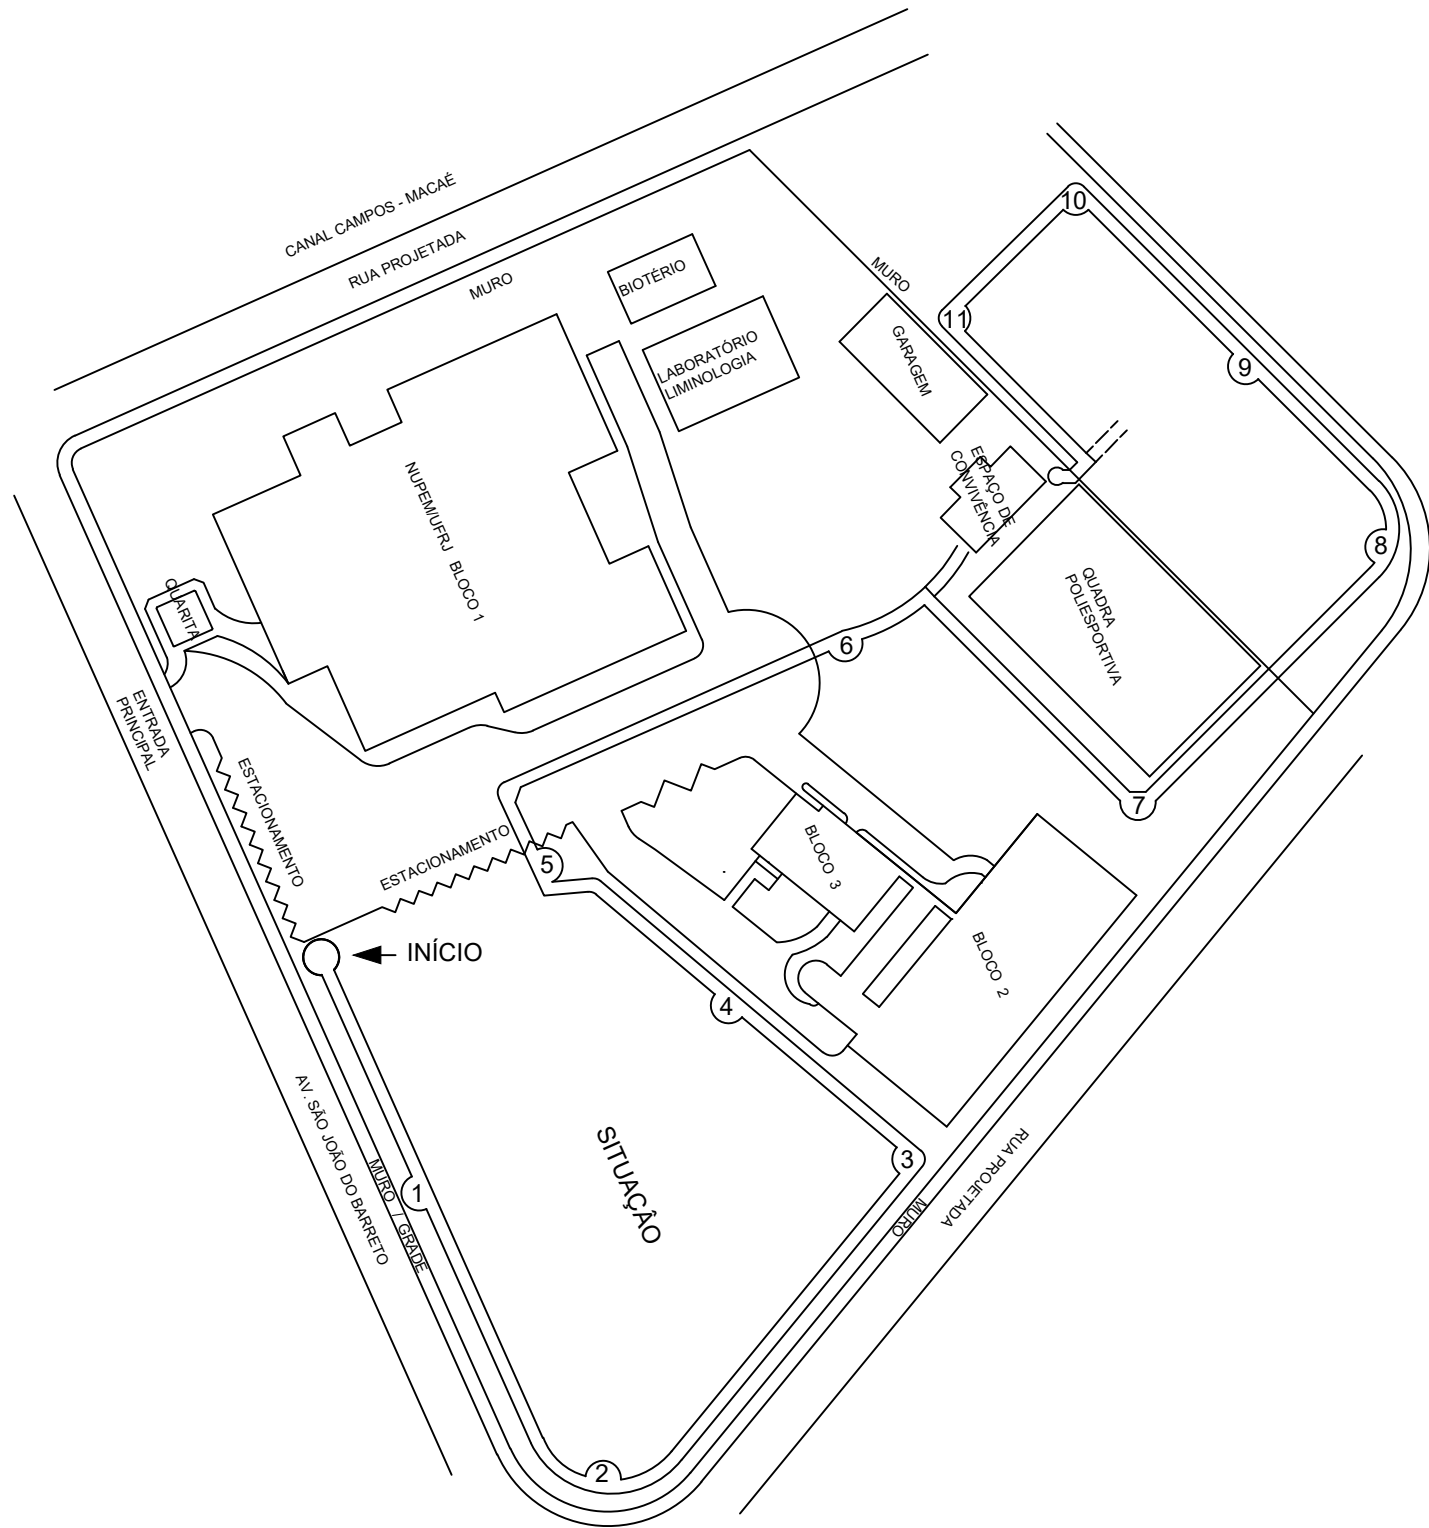 CANAL CAMPOS - MACAÉ
RUA PROJETADA
MURO
BIOTÉRIO
LABORATÓRIO
LIMINOLOGIA
MURO
GARAGEM
10
11
9
8
ESPAÇO DE
CONVIVÊNCIA
QUADRA
POLIESPORTIVA
NUPEM/UFRJ BLOCO 1
QUARITA
ENTRADA
PRINCIPAL
6
7
ESTACIONAMENTO
ESTACIONAMENTO
5
BLOCO 3
BLOCO 2
INÍCIO
4
3
SITUAÇÂO
1
MURO / GRADE
AV. SÃO JOÃO DO BARRETO
MURO
RUA PROJETADA
2